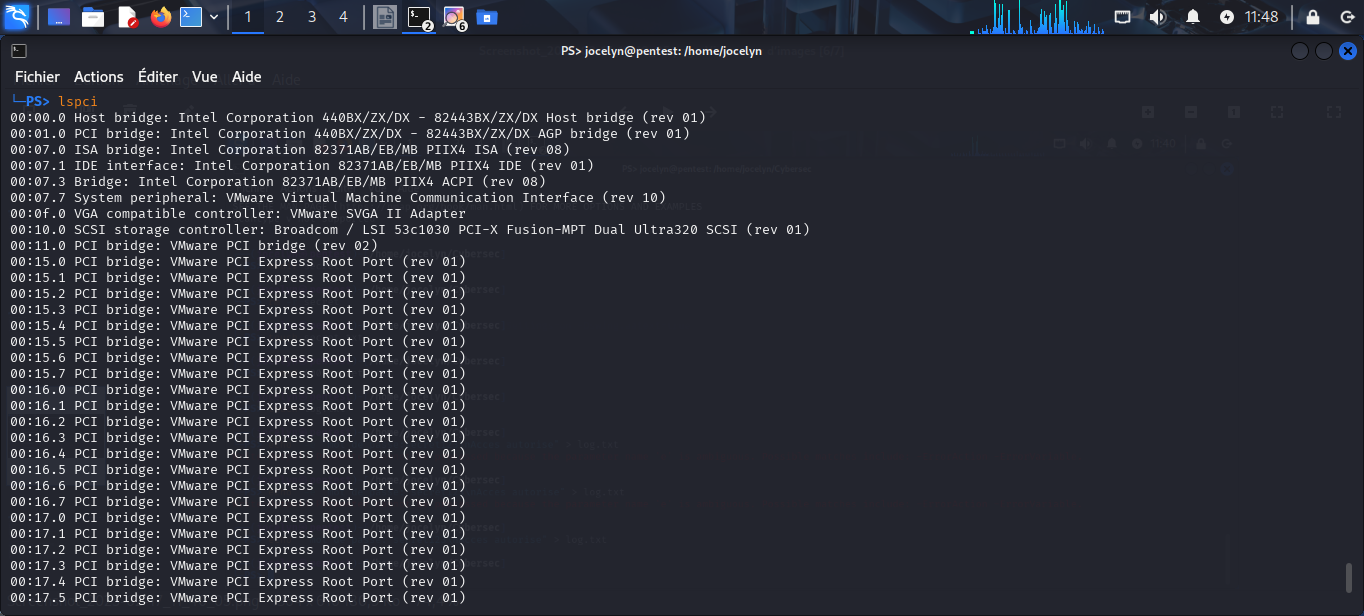 1 2 3 4 2 6 11:48
PS> jocelyn@pentest: /home/jocelyn
Fichier Actions Éditer Vue Aide
└─PS> lspci
00:00.0 Host bridge: Intel Corporation 440BX/ZX/DX - 82443BX/ZX/DX Host bridge (rev 01)
00:01.0 PCI bridge: Intel Corporation 440BX/ZX/DX - 82443BX/ZX/DX AGP bridge (rev 01)
00:07.0 ISA bridge: Intel Corporation 82371AB/EB/MB PIIX4 ISA (rev 08)
00:07.1 IDE interface: Intel Corporation 82371AB/EB/MB PIIX4 IDE (rev 01)
00:07.3 Bridge: Intel Corporation 82371AB/EB/MB PIIX4 ACPI (rev 08)
00:07.7 System peripheral: VMware Virtual Machine Communication Interface (rev 10)
00:0f.0 VGA compatible controller: VMware SVGA II Adapter
00:10.0 SCSI storage controller: Broadcom / LSI 53c1030 PCI-X Fusion-MPT Dual Ultra320 SCSI (rev 01)
00:11.0 PCI bridge: VMware PCI bridge (rev 02)
00:15.0 PCI bridge: VMware PCI Express Root Port (rev 01)
00:15.1 PCI bridge: VMware PCI Express Root Port (rev 01)
00:15.2 PCI bridge: VMware PCI Express Root Port (rev 01)
00:15.3 PCI bridge: VMware PCI Express Root Port (rev 01)
00:15.4 PCI bridge: VMware PCI Express Root Port (rev 01)
00:15.5 PCI bridge: VMware PCI Express Root Port (rev 01)
00:15.6 PCI bridge: VMware PCI Express Root Port (rev 01)
00:15.7 PCI bridge: VMware PCI Express Root Port (rev 01)
00:16.0 PCI bridge: VMware PCI Express Root Port (rev 01)
00:16.1 PCI bridge: VMware PCI Express Root Port (rev 01)
00:16.2 PCI bridge: VMware PCI Express Root Port (rev 01)
00:16.3 PCI bridge: VMware PCI Express Root Port (rev 01)
00:16.4 PCI bridge: VMware PCI Express Root Port (rev 01)
00:16.5 PCI bridge: VMware PCI Express Root Port (rev 01)
00:16.6 PCI bridge: VMware PCI Express Root Port (rev 01)
00:16.7 PCI bridge: VMware PCI Express Root Port (rev 01)
00:17.0 PCI bridge: VMware PCI Express Root Port (rev 01)
00:17.1 PCI bridge: VMware PCI Express Root Port (rev 01)
00:17.2 PCI bridge: VMware PCI Express Root Port (rev 01)
00:17.3 PCI bridge: VMware PCI Express Root Port (rev 01)
00:17.4 PCI bridge: VMware PCI Express Root Port (rev 01)
00:17.5 PCI bridge: VMware PCI Express Root Port (rev 01)